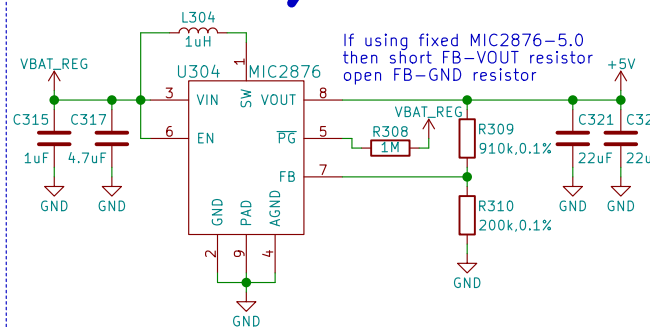 L304
1uH
If using fixed MIC2876-5.0
then short FB-VOUT resistor
open FB-GND resistor
VBAT_REG
U304
MIC2876
+5V
1
SW
3
VIN
VOUT
8
VBAT_REG
C315
C317
6
EN
PG
5
R308
1M
R309
910k,0.1%
C321
C32
1uF
4.7uF
22uF
22u
FB
7
GND
GND
GND
PAD
AGND
R310
200k,0.1%
GND
GND
2
9
4
GND
GND